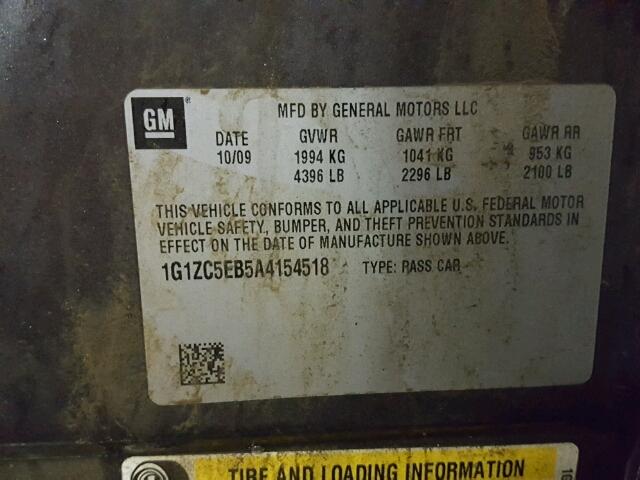 GM
MFD BY GENERAL MOTORS LLC
DATE GVWR GAWR FRT GAWR RR
10/09 1994 KG 1041 KG 953 KG
4396 LB 2296 LB 2100 LB
THIS VEHICLE CONFORMS TO ALL APPLICABLE U.S. FEDERAL MOTOR
VEHICLE SAFETY, BUMPER, AND THEFT PREVENTION STANDARDS IN
EFFECT ON THE DATE OF MANUFACTURE SHOWN ABOVE.
1G1ZC5EB5A4154518 TYPE: PASS CAR
TIRE AND LOADING INFORMATION